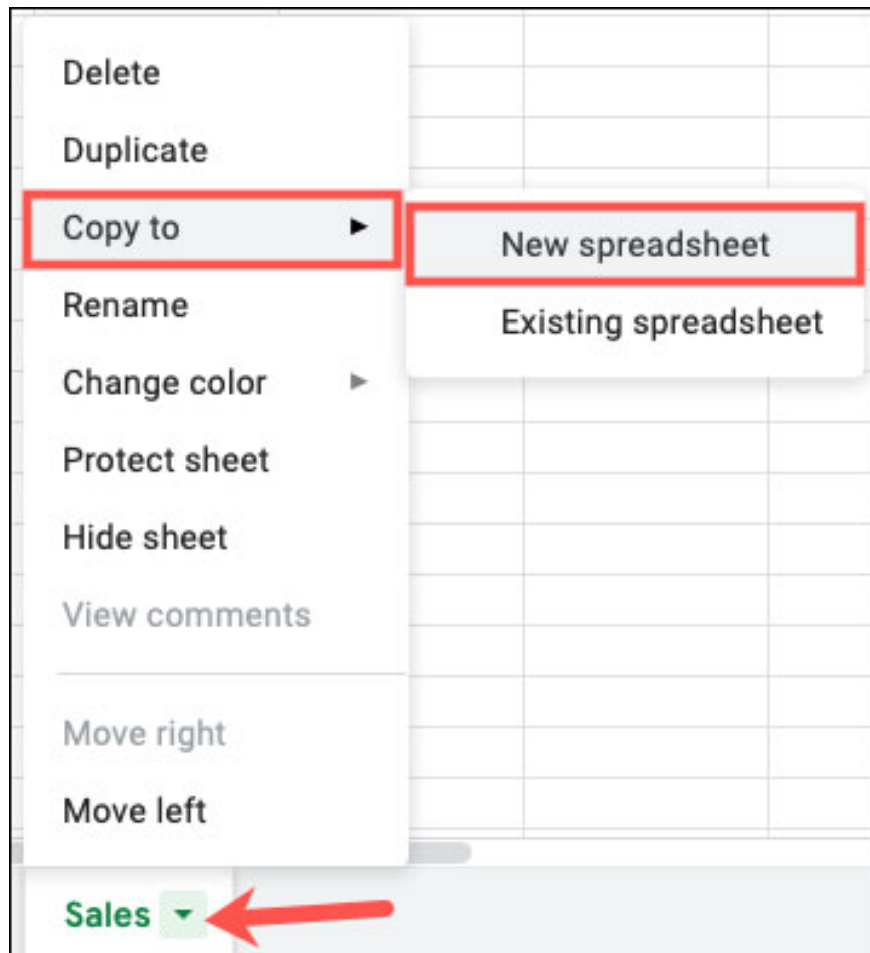 Delete
Duplicate
Copy to
New spreadsheet
Existing spreadsheet
Rename
Change color
Protect sheet
Hide sheet
View comments
Move right
Move left
Sales